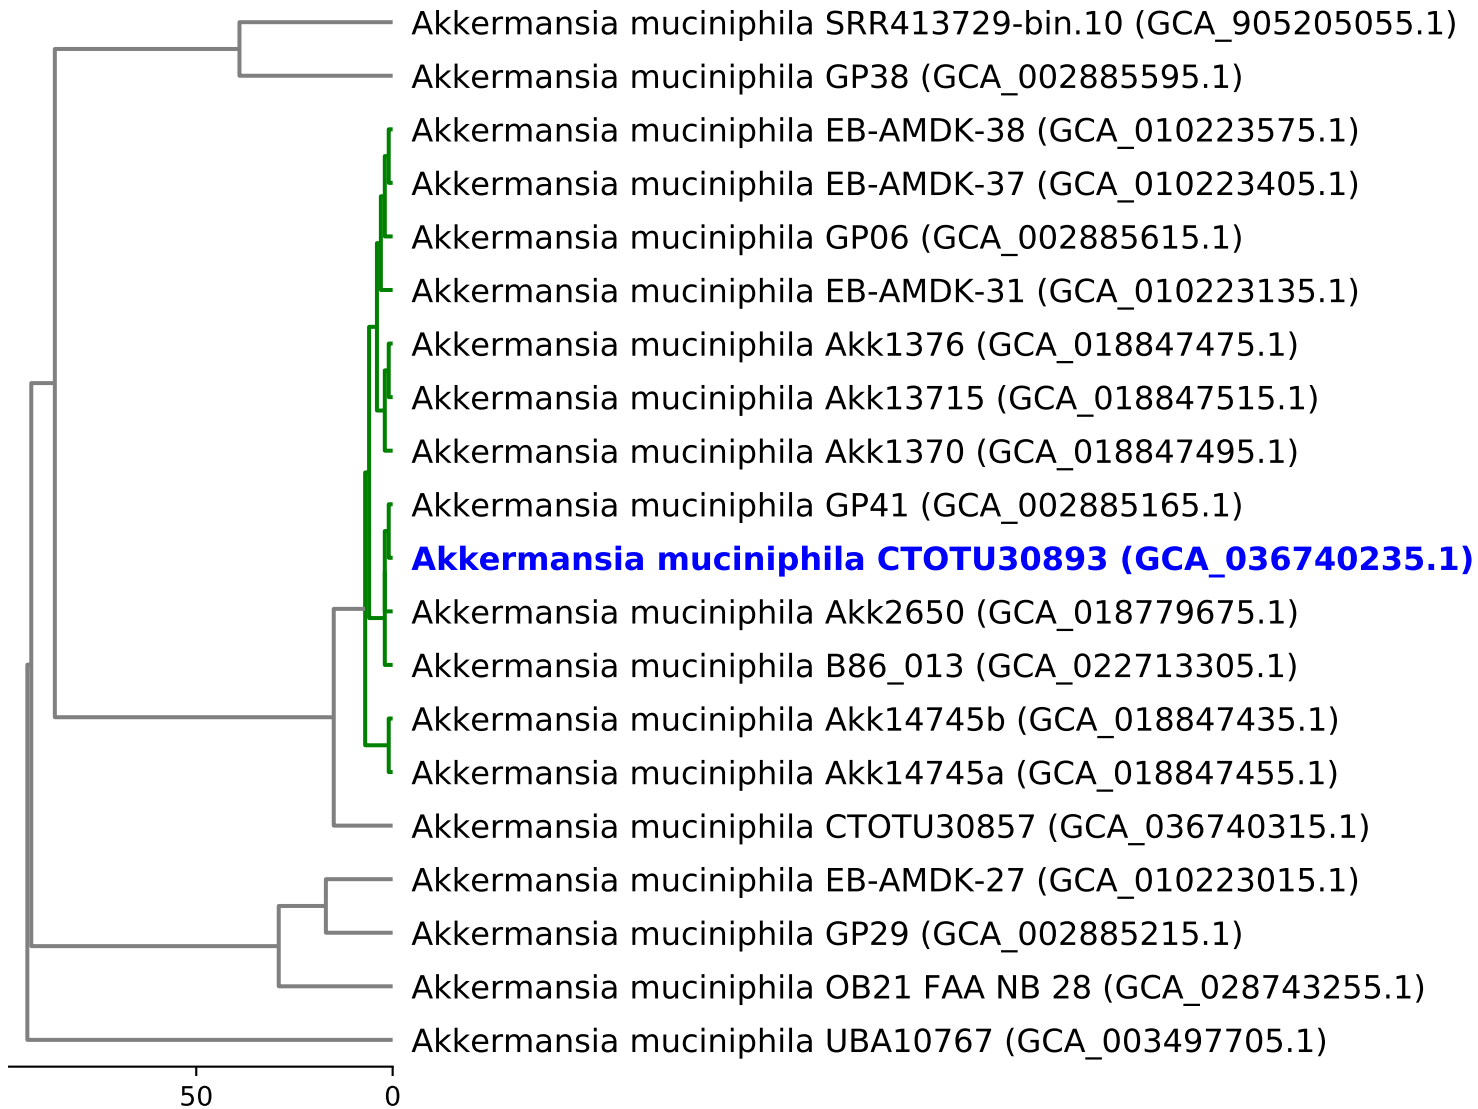 Akkermansia muciniphila SRR413729-bin.10 (GCA_905205055.1)
Akkermansia muciniphila GP38 (GCA_002885595.1)
Akkermansia muciniphila EB-AMDK-38 (GCA_010223575.1)
Akkermansia muciniphila EB-AMDK-37 (GCA_010223405.1)
Akkermansia muciniphila GP06 (GCA_002885615.1)
Akkermansia muciniphila EB-AMDK-31 (GCA_010223135.1)
Akkermansia muciniphila Akk1376 (GCA_018847475.1)
Akkermansia muciniphila Akk13715 (GCA_018847515.1)
Akkermansia muciniphila Akk1370 (GCA_018847495.1)
Akkermansia muciniphila GP41 (GCA_002885165.1)
Akkermansia muciniphila CTOTU30893 (GCA_036740235.1)
Akkermansia muciniphila Akk2650 (GCA_018779675.1)
Akkermansia muciniphila B86_013 (GCA_022713305.1)
Akkermansia muciniphila Akk14745b (GCA_018847435.1)
Akkermansia muciniphila Akk14745a (GCA_018847455.1)
Akkermansia muciniphila CTOTU30857 (GCA_036740315.1)
Akkermansia muciniphila EB-AMDK-27 (GCA_010223015.1)
Akkermansia muciniphila GP29 (GCA_002885215.1)
Akkermansia muciniphila OB21 FAA NB 28 (GCA_028743255.1)
Akkermansia muciniphila UBA10767 (GCA_003497705.1)
50 0